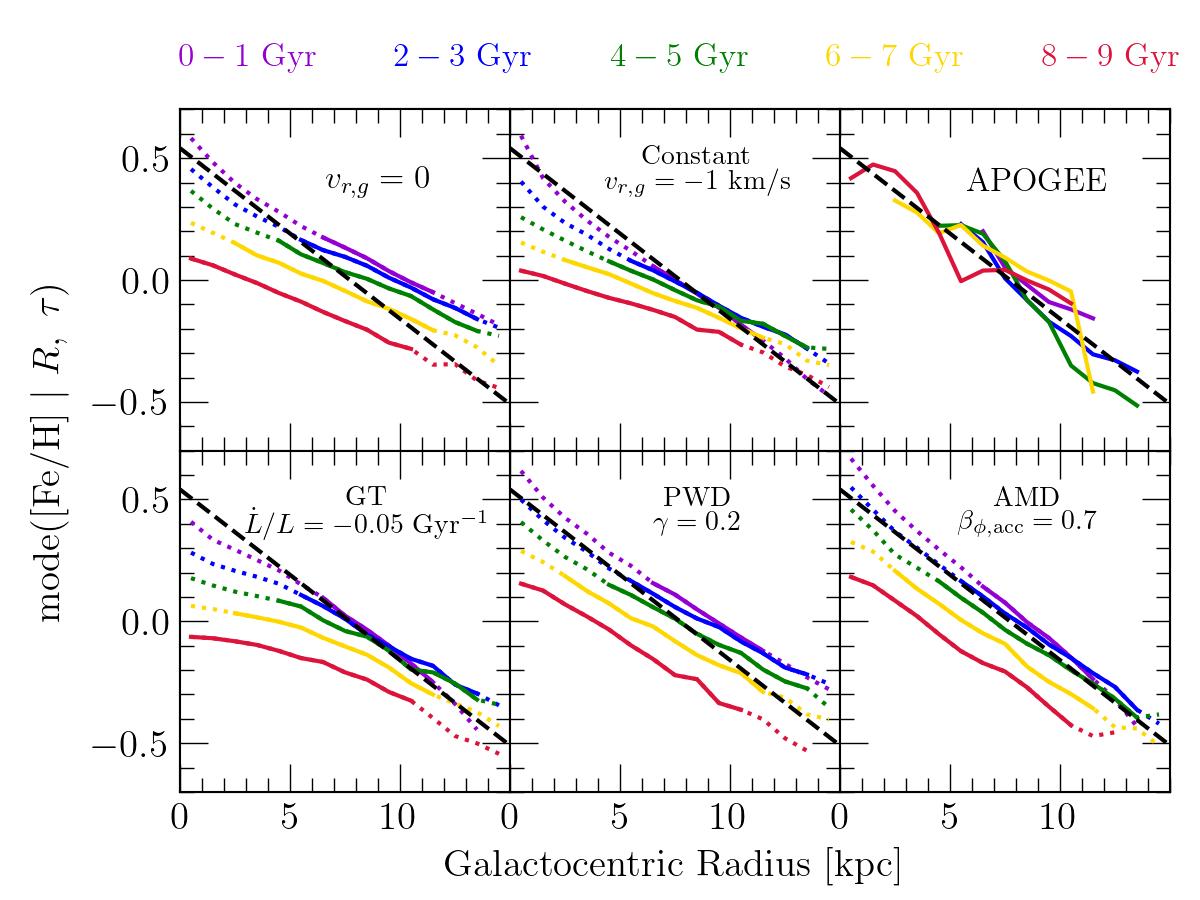 0 − 1 Gyr 2 − 3 Gyr 4 − 5 Gyr 6 − 7 Gyr 8 − 9 Gyr
mode([Fe/H] | R, τ)
0.5
0.0
−0.5
v_{r,g} = 0
Constant
v_{r,g} = −1 km/s
APOGEE
0.5
0.0
−0.5
GT
L̇/L = −0.05 Gyr^{−1}
PWD
γ = 0.2
AMD
β_{ϕ,acc} = 0.7
0 5 10 0 5 10 0 5 10
Galactocentric Radius [kpc]